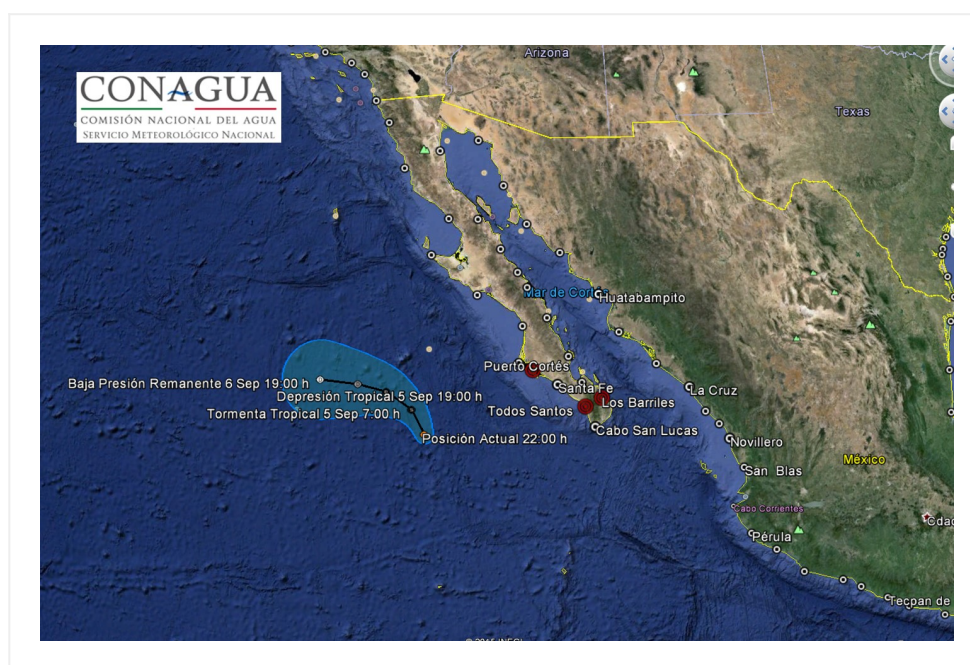 Arizona
CONAGUA
COMISIÓN NACIONAL DEL AGUA
SERVICIO METEOROLÓGICO NACIONAL
Texas
Mar de Cortés
Huatabampito
Puerto Cortés
Baja Presión Remanente 6 Sep 19:00 h
Santa Fe
La Cruz
Depresión Tropical 5 Sep 19:00 h
Los Barriles
Tormenta Tropical 5 Sep 7:00 h
Todos Santos
Cabo San Lucas
Posición Actual 22:00 h
Novillero
México
San Blas
Cabo Corrientes
Cdad
Pérula
Tecpan de